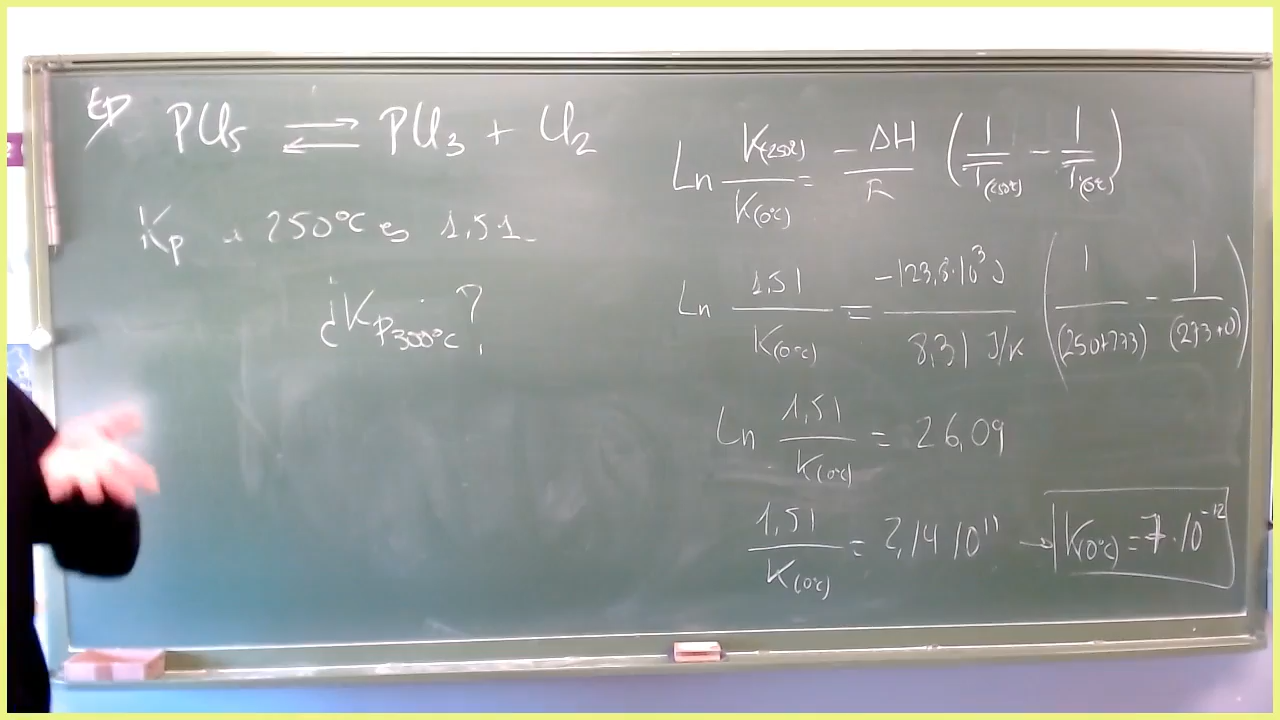 Ej PCl₅ ⇌ PCl₃ + Cl₂
Kp a 250°C es 1,51.
¿Kp300°C?
Ln K(250°C)/K(0°C) = -ΔH/R (1/T(250°C) - 1/T(0°C))
Ln 1,51/K(0°C) = -123,8·10³ J/8,31 J/K (1/(250+273) - 1/(273+0))
Ln 1,51/K(0°C) = 26,09
1,51/K(0°C) = 2,14 10¹¹ → K(0°C) = 7·10⁻¹²